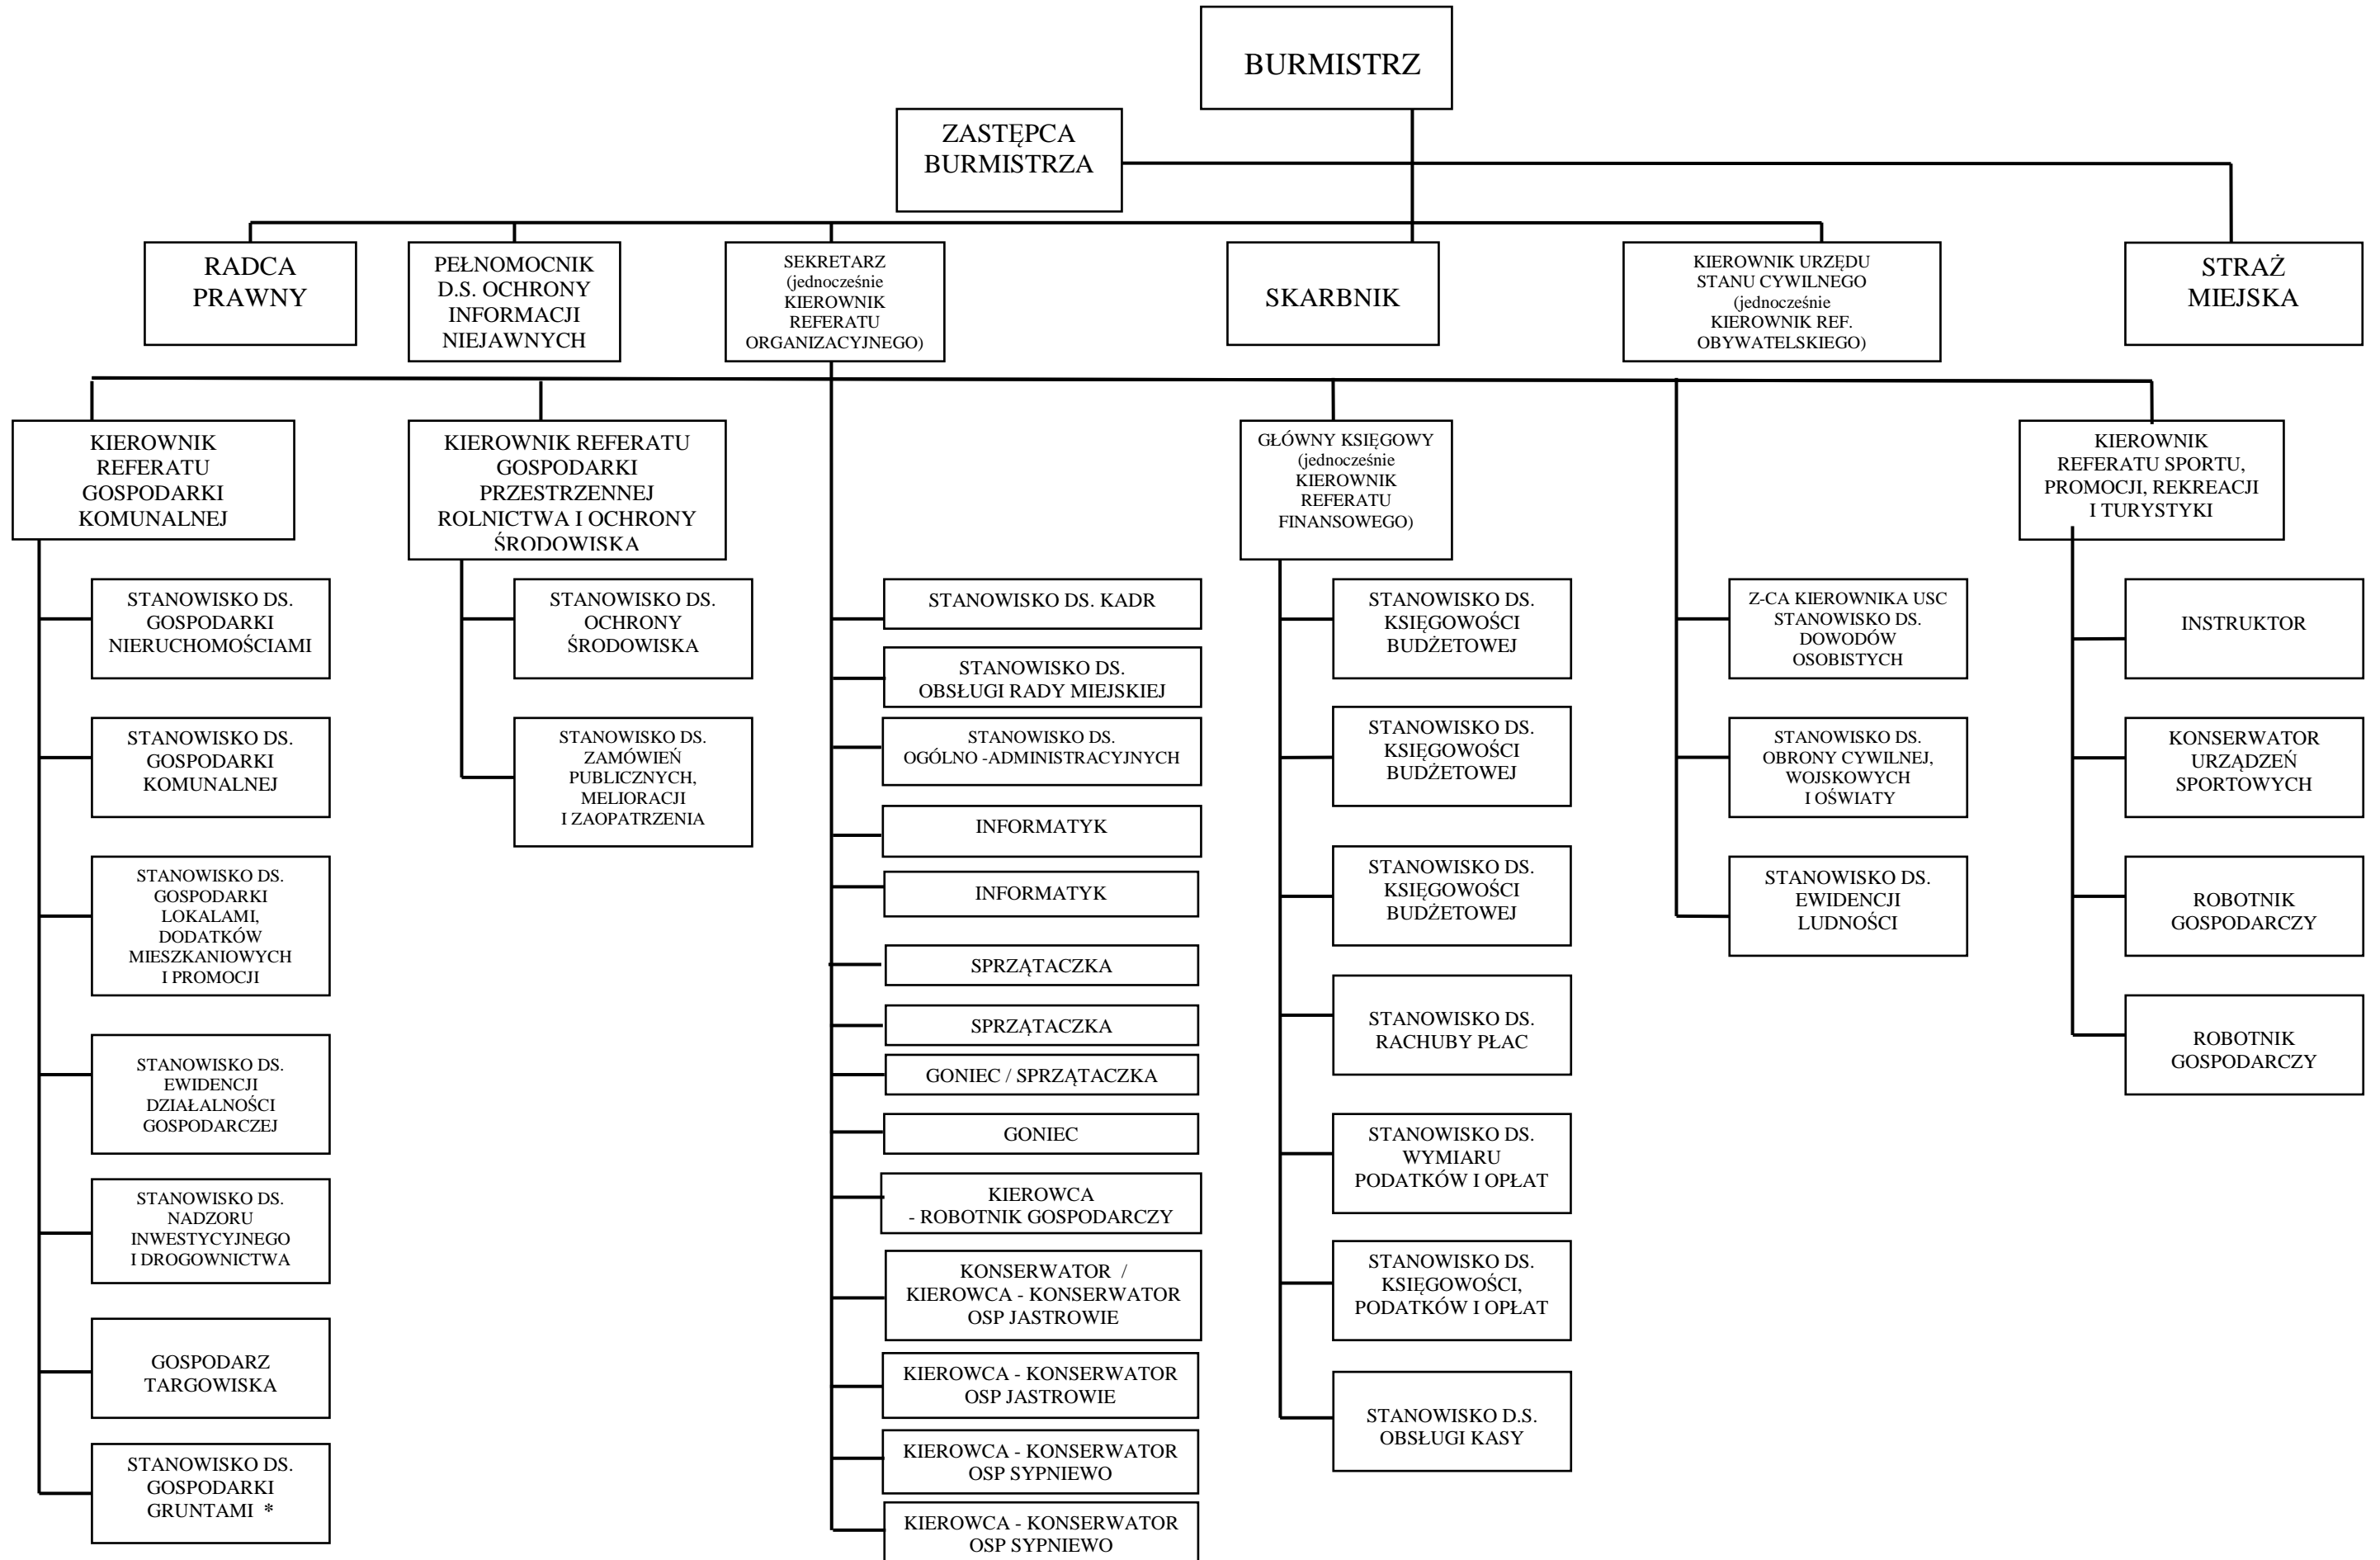 BURMISTRZ
ZASTĘPCA
BURMISTRZA
RADCA
PRAWNY
PEŁNOMOCNIK
D.S. OCHRONY
INFORMACJI
NIEJAWNYCH
SEKRETARZ
(jednocześnie
KIEROWNIK
REFERATU
ORGANIZACYJNEGO)
SKARBNIK
KIEROWNIK URZĘDU
STANU CYWILNEGO
(jednocześnie
KIEROWNIK REF.
OBYWATELSKIEGO)
STRAŻ
MIEJSKA
KIEROWNIK
REFERATU
GOSPODARKI
KOMUNALNEJ
KIEROWNIK REFERATU
GOSPODARKI
PRZESTRZENNEJ
ROLNICTWA I OCHRONY
ŚRODOWISKA
GŁÓWNY KSIĘGOWY
(jednocześnie
KIEROWNIK
REFERATU
FINANSOWEGO)
KIEROWNIK
REFERATU SPORTU,
PROMOCJI, REKREACJI
I TURYSTYKI
STANOWISKO DS.
GOSPODARKI
NIERUCHOMOŚCIAMI
STANOWISKO DS.
GOSPODARKI
KOMUNALNEJ
STANOWISKO DS.
GOSPODARKI
LOKALAMI,
DODATKÓW
MIESZKANIOWYCH
I PROMOCJI
STANOWISKO DS.
EWIDENCJI
DZIAŁALNOŚCI
GOSPODARCZEJ
STANOWISKO DS.
NADZORU
INWESTYCYJNEGO
I DROGOWNICTWA
GOSPODARZ
TARGOWISKA
STANOWISKO DS.
GOSPODARKI
GRUNTAMI *
STANOWISKO DS.
OCHRONY
ŚRODOWISKA
STANOWISKO DS.
ZAMÓWIEŃ
PUBLICZNYCH,
MELIORACJI
I ZAOPATRZENIA
STANOWISKO DS. KADR
STANOWISKO DS.
OBSŁUGI RADY MIEJSKIEJ
STANOWISKO DS.
OGÓLNO -ADMINISTRACYJNYCH
INFORMATYK
INFORMATYK
SPRZĄTACZKA
SPRZĄTACZKA
GONIEC / SPRZĄTACZKA
GONIEC
KIEROWCA
- ROBOTNIK GOSPODARCZY
KONSERWATOR /
KIEROWCA - KONSERWATOR
OSP JASTROWIE
KIEROWCA - KONSERWATOR
OSP JASTROWIE
KIEROWCA - KONSERWATOR
OSP SYPNIEWO
KIEROWCA - KONSERWATOR
OSP SYPNIEWO
STANOWISKO DS.
KSIĘGOWOŚCI
BUDŻETOWEJ
STANOWISKO DS.
KSIĘGOWOŚCI
BUDŻETOWEJ
STANOWISKO DS.
KSIĘGOWOŚCI
BUDŻETOWEJ
STANOWISKO DS.
RACHUBY PŁAC
STANOWISKO DS.
WYMIARU
PODATKÓW I OPŁAT
STANOWISKO DS.
KSIĘGOWOŚCI,
PODATKÓW I OPŁAT
STANOWISKO D.S.
OBSŁUGI KASY
Z-CA KIEROWNIKA USC
STANOWISKO DS.
DOWODÓW
OSOBISTYCH
STANOWISKO DS.
OBRONY CYWILNEJ,
WOJSKOWYCH
I OŚWIATY
STANOWISKO DS.
EWIDENCJI
LUDNOŚCI
INSTRUKTOR
KONSERWATOR
URZĄDZEŃ
SPORTOWYCH
ROBOTNIK
GOSPODARCZY
ROBOTNIK
GOSPODARCZY